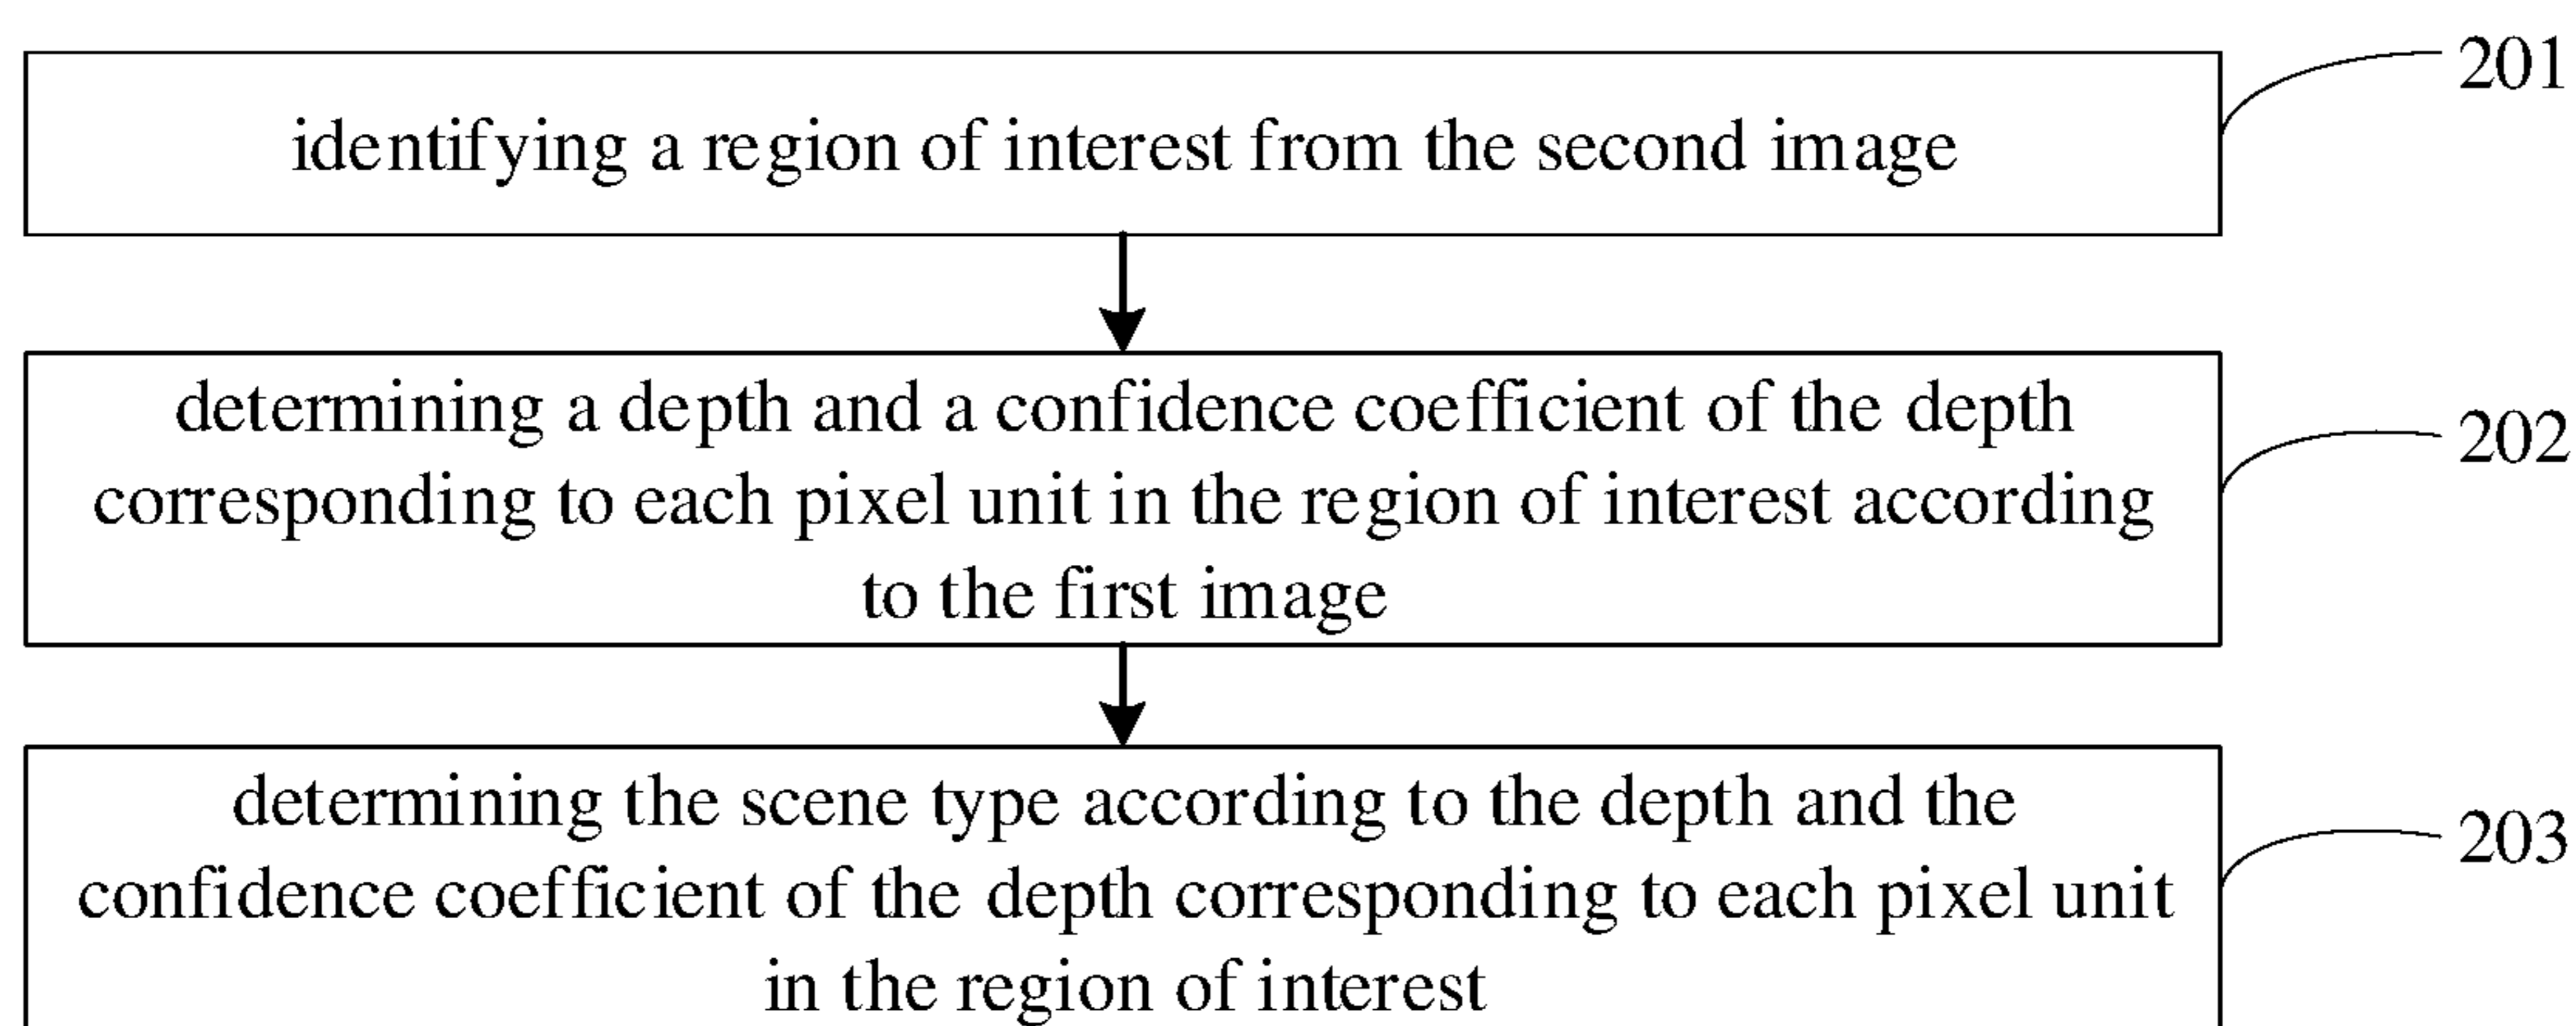 201
identifying a region of interest from the second image
determining a depth and a confidence coefficient of the depth
202
corresponding to each pixel unit in the region of interest according
to the first image
determining the scene type according to the depth and the
203
confidence coefficient of the depth corresponding to each pixel unit
in the region of interest